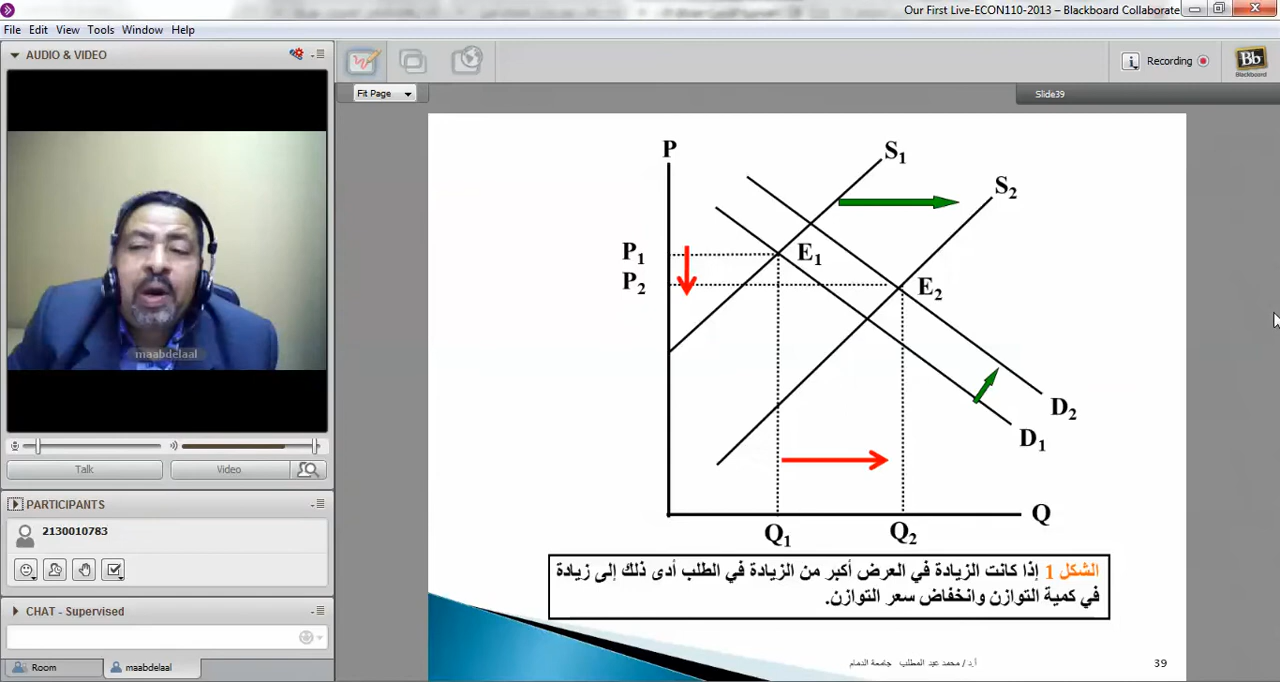 Our First Live-ECON110-2013 – Blackboard Collaborate
File Edit View Tools Window Help
AUDIO & VIDEO
maabdelaal
Talk
Video
PARTICIPANTS
2130010783
CHAT - Supervised
Room
maabdelaal
Fit Page
Recording
Bb
Blackboard
Slide39
P
S1
S2
P1
E1
P2
E2
D2
D1
Q
Q1
Q2
الشكل 1 إذا كانت الزيادة في العرض أكبر من الزيادة في الطلب أدى ذلك إلى زيادة
في كمية التوازن وانخفاض سعر التوازن.
أ.د / محمد عبد المطلب جامعة الدمام
39